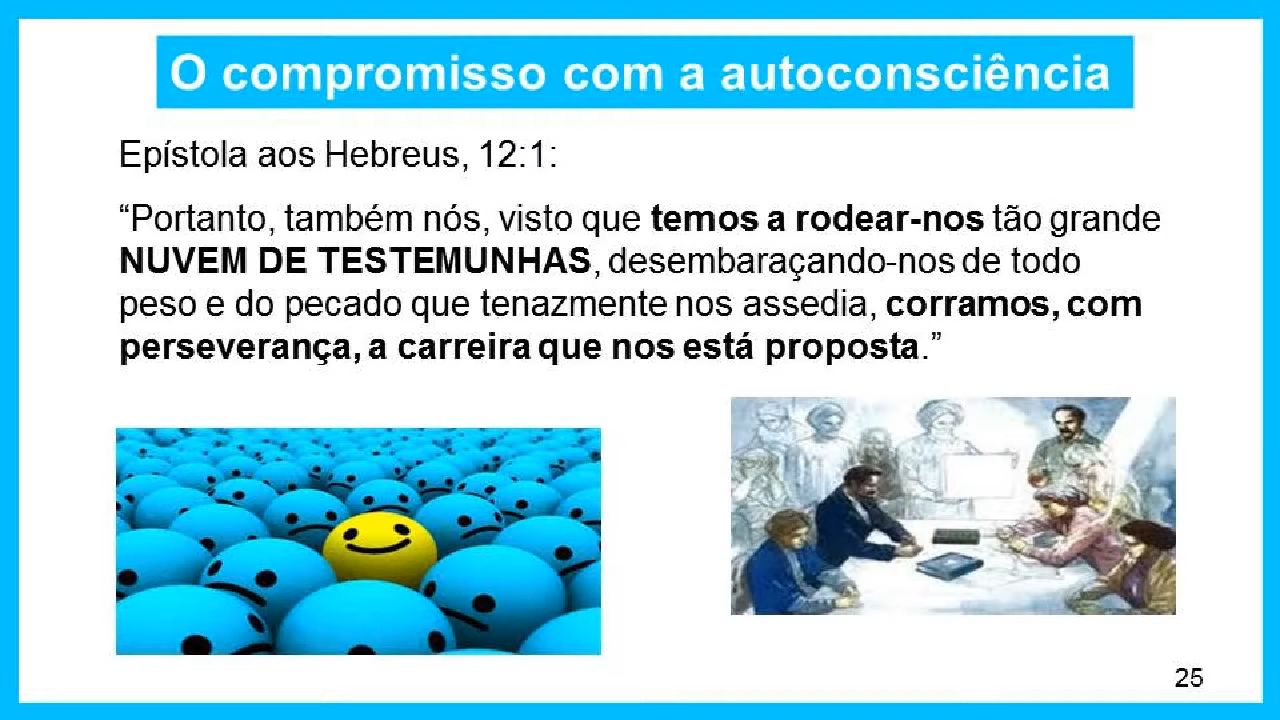 O compromisso com a autoconsciência
Epístola aos Hebreus, 12:1:
“Portanto, também nós, visto que temos a rodear-nos tão grande
NUVEM DE TESTEMUNHAS, desembaraçando-nos de todo
peso e do pecado que tenazmente nos assedia, corramos, com
perseverança, a carreira que nos está proposta.”
25